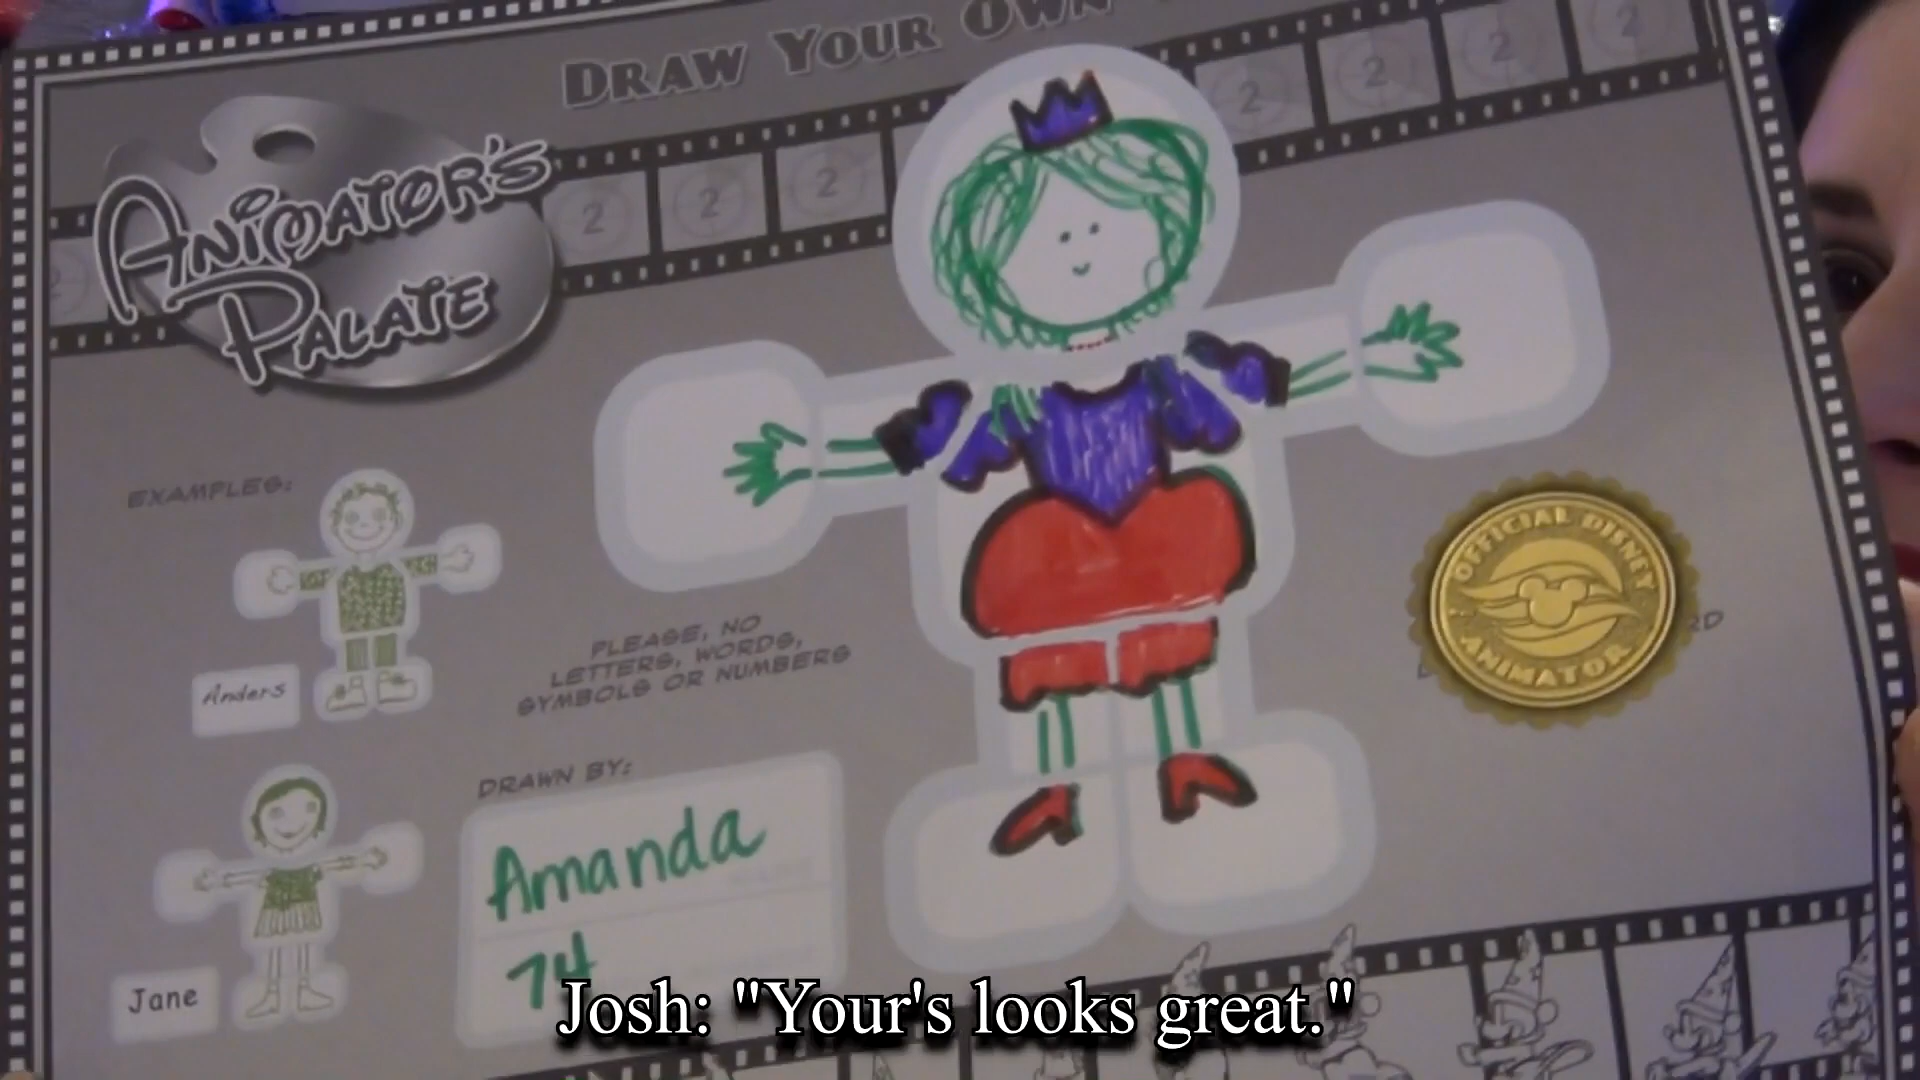 DRAW YOUR OWN
ANIMATOR'S
PALATE
2 2 2 2 2 2 2
EXAMPLES:
Anders
PLEASE, NO
LETTERS, WORDS,
SYMBOLS OR NUMBERS
OFFICIAL DISNEY
ANIMATOR
DRAWN BY:
Amanda
74
Jane
Josh: "Your's looks great."